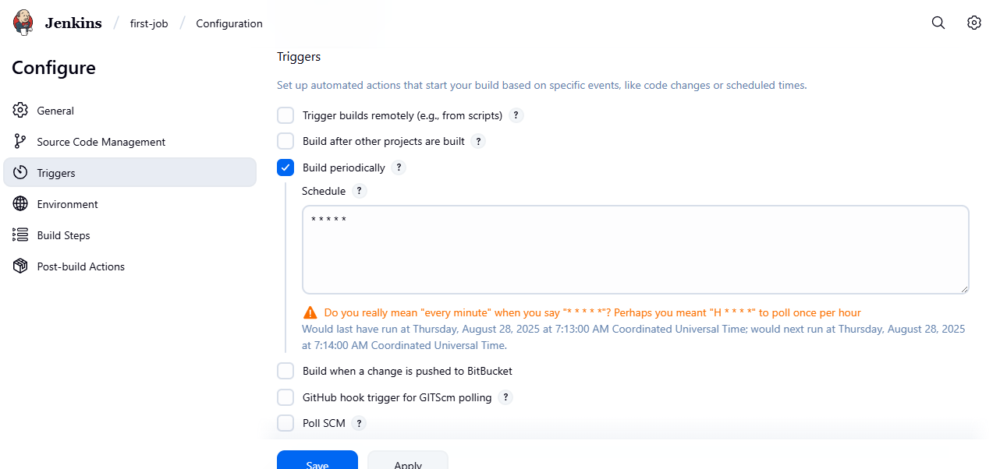 Jenkins / first-job / Configuration
Configure
General
Source Code Management
Triggers
Environment
Build Steps
Post-build Actions
Triggers
Set up automated actions that start your build based on specific events, like code changes or scheduled times.
Trigger builds remotely (e.g., from scripts) ?
Build after other projects are built ?
Build periodically ?
Schedule ?
* * * * *
Do you really mean "every minute" when you say "* * * * *"? Perhaps you meant "H * * * *" to poll once per hour
Would last have run at Thursday, August 28, 2025 at 7:13:00 AM Coordinated Universal Time; would next run at Thursday, August 28, 2025
at 7:14:00 AM Coordinated Universal Time.
Build when a change is pushed to BitBucket
GitHub hook trigger for GITScm polling ?
Poll SCM ?
Save Apply